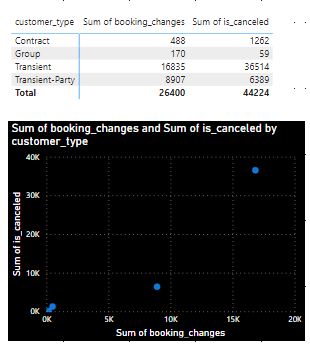 customer_type Sum of booking_changes Sum of is_canceled
Contract 488 1262
Group 170 59
Transient 16835 36514
Transient-Party 8907 6389
Total 26400 44224
Sum of booking_changes and Sum of is_canceled by
customer_type
Sum of is_canceled
40K
30K
20K
10K
0K
0K 5K 10K 15K 20K
Sum of booking_changes